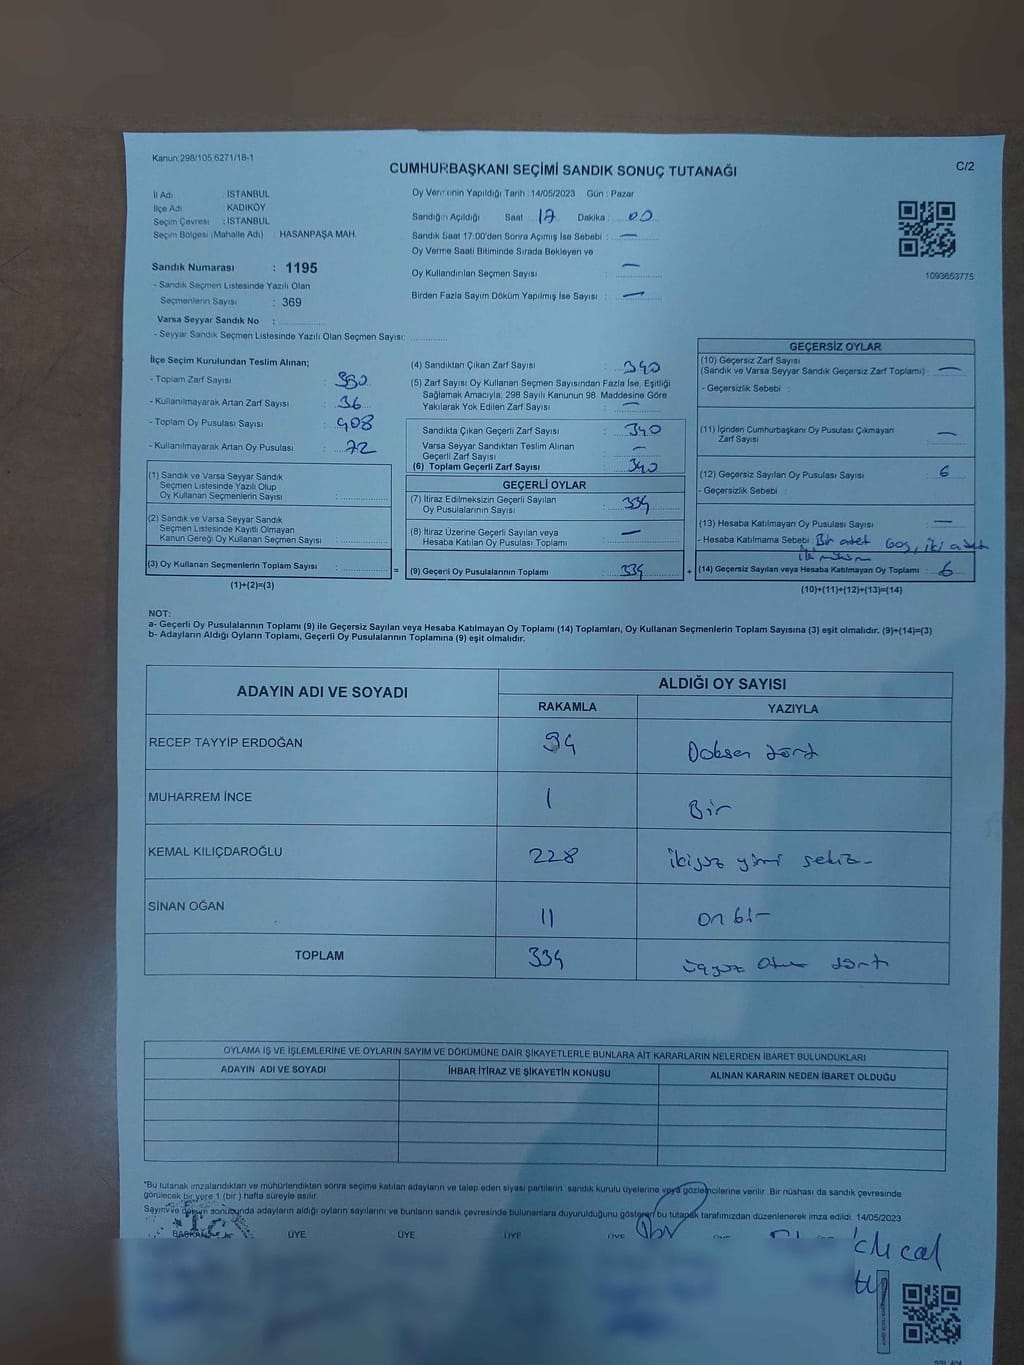 Kanun:298/105,6271/18-1
C/2
CUMHURBAŞKANI SEÇİMİ SANDIK SONUÇ TUTANAĞI
İl Adı : İSTANBUL
İlçe Adı : KADIKÖY
Seçim Çevresi : İSTANBUL
Seçim Bölgesi (Mahalle Adı) : HASANPAŞA MAH.
Sandık Numarası : 1195
- Sandık Seçmen Listesinde Yazılı Olan
Seçmenlerin Sayısı : 369
Varsa Seyyar Sandık No :
- Seyyar Sandık Seçmen Listesinde Yazılı Olan Seçmen Sayısı:
Oy Vermenin Yapıldığı Tarih : 14/05/2023 Gün : Pazar
Sandığın Açıldığı Saat : 17 Dakika : 00
Sandık Saat 17:00'den Sonra Açımış İse Sebebi : —
Oy Verme Saati Bitiminde Sırada Bekleyen ve
Oy Kullandırılan Seçmen Sayısı : —
Birden Fazla Sayım Döküm Yapılmış İse Sayısı : —
1093653775
İlçe Seçim Kurulundan Teslim Alınan;
- Toplam Zarf Sayısı : 380
- Kullanılmayarak Artan Zarf Sayısı : 36
- Toplam Oy Pusulası Sayısı : 408
- Kullanılmayarak Artan Oy Pusulası : 72
(1) Sandık ve Varsa Seyyar Sandık
Seçmen Listesinde Yazılı Olup
Oy Kullanan Seçmenlerin Sayısı :
(2) Sandık ve Varsa Seyyar Sandık
Seçmen Listesinde Kayıtlı Olmayan
Kanun Gereği Oy Kullanan Seçmen Sayısı :
(3) Oy Kullanan Seçmenlerin Toplam Sayısı :
(1)+(2)=(3)
(4) Sandıktan Çıkan Zarf Sayısı : 340
(5) Zarf Sayısı Oy Kullanan Seçmen Sayısından Fazla İse, Eşitliği
Sağlamak Amacıyla; 298 Sayılı Kanunun 98. Maddesine Göre
Yakılarak Yok Edilen Zarf Sayısı : —
Sandıkta Çıkan Geçerli Zarf Sayısı : 340
Varsa Seyyar Sandıktan Teslim Alınan
Geçerli Zarf Sayısı : —
(6) Toplam Geçerli Zarf Sayısı : 340
GEÇERLİ OYLAR
(7) İtiraz Edilmeksizin Geçerli Sayılan
Oy Pusulalarının Sayısı : 334
(8) İtiraz Üzerine Geçerli Sayılan veya
Hesaba Katılan Oy Pusulası Toplamı : —
= (9) Geçerli Oy Pusulalarının Toplamı : 334 +
GEÇERSİZ OYLAR
(10) Geçersiz Zarf Sayısı
(Sandık ve Varsa Seyyar Sandık Geçersiz Zarf Toplamı) : —
- Geçersizlik Sebebi :
(11) İçinden Cumhurbaşkanı Oy Pusulası Çıkmayan
Zarf Sayısı : —
(12) Geçersiz Sayılan Oy Pusulası Sayısı : 6
- Geçersizlik Sebebi :
(13) Hesaba Katılmayan Oy Pusulası Sayısı : —
- Hesaba Katılmama Sebebi : Bir adet boş, iki adet
iki mühür
(14) Geçersiz Sayılan veya Hesaba Katılmayan Oy Toplamı : 6
(10)+(11)+(12)+(13)=(14)
NOT:
a- Geçerli Oy Pusulalarının Toplamı (9) ile Geçersiz Sayılan veya Hesaba Katılmayan Oy Toplamı (14) Toplamları, Oy Kullanan Seçmenlerin Toplam Sayısına (3) eşit olmalıdır. (9)+(14)=(3)
b- Adayların Aldığı Oyların Toplamı, Geçerli Oy Pusulalarının Toplamına (9) eşit olmalıdır.
ADAYIN ADI VE SOYADI ALDIĞI OY SAYISI
RAKAMLA YAZIYLA
RECEP TAYYİP ERDOĞAN 94 Doksan dört
MUHARREM İNCE 1 Bir
KEMAL KILIÇDAROĞLU 228 ikiyüz yirmi sekiz
SİNAN OĞAN 11 on bir
TOPLAM 334 üçyüz otuz dört
OYLAMA İŞ VE İŞLEMLERİNE VE OYLARIN SAYIM VE DÖKÜMÜNE DAİR ŞİKAYETLERLE BUNLARA AİT KARARLARIN NELERDEN İBARET BULUNDUKLARI
ADAYIN ADI VE SOYADI İHBAR İTİRAZ VE ŞİKAYETİN KONUSU ALINAN KARARIN NEDEN İBARET OLDUĞU
"Bu tutanak imzalandıktan ve mühürlendikten sonra seçime katılan adayların ve talep eden siyasi partilerin sandık kurulu üyelerine veya gözlemcilerine verilir. Bir nüshası da sandık çevresinde
görülecek bir yere 1 (bir ) hafta süreyle asılır.
Sayım ve döküm sonucunda adayların aldığı oyların sayılarını ve bunların sandık çevresinde bulunanlara duyurulduğunu gösteren bu tutanak tarafımızdan düzenlenerek imza edildi. 14/05/2023
BAŞKAN ÜYE ÜYE ÜYE ÜYE